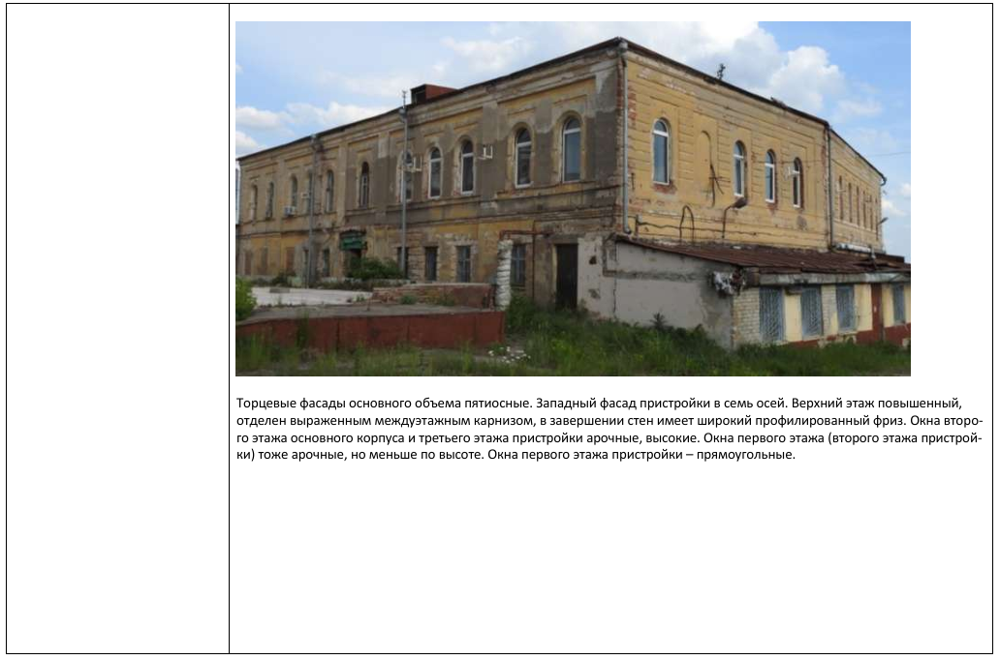 Торцевые фасады основного объема пятиосные. Западный фасад пристройки в семь осей. Верхний этаж повышенный,
отделен выраженным междуэтажным карнизом, в завершении стен имеет широкий профилированный фриз. Окна второ-
го этажа основного корпуса и третьего этажа пристройки арочные, высокие. Окна первого этажа (второго этажа пристрой-
ки) тоже арочные, но меньше по высоте. Окна первого этажа пристройки – прямоугольные.